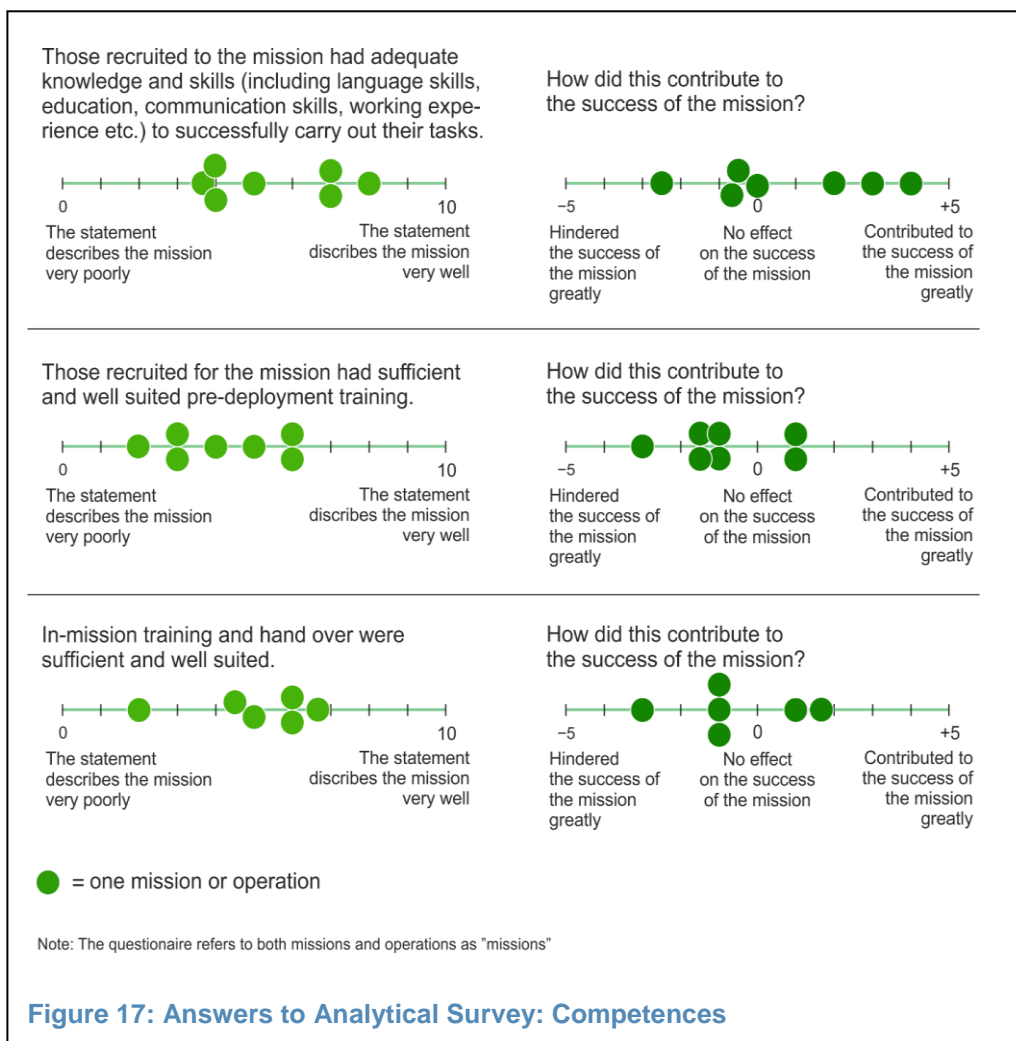 Those recruited to the mission had adequate
knowledge and skills (including language skills,
education, communication skills, working expe-
rience etc.) to successfully carry out their tasks.
How did this contribute to
the success of the mission?
0
10
The statement
describes the mission
very poorly
The statement
discribes the mission
very well
−5
0
+5
Hindered
the success of
the mission
greatly
No effect
on the success
of the mission
Contributed to
the success of
the mission
greatly
Those recruited for the mission had sufficient
and well suited pre-deployment training.
How did this contribute to
the success of the mission?
0
10
The statement
describes the mission
very poorly
The statement
discribes the mission
very well
−5
0
+5
Hindered
the success of
the mission
greatly
No effect
on the success
of the mission
Contributed to
the success of
the mission
greatly
In-mission training and hand over were
sufficient and well suited.
How did this contribute to
the success of the mission?
0
10
The statement
describes the mission
very poorly
The statement
discribes the mission
very well
−5
0
+5
Hindered
the success of
the mission
greatly
No effect
on the success
of the mission
Contributed to
the success of
the mission
greatly
= one mission or operation
Note: The questionaire refers to both missions and operations as ”missions”
Figure 17: Answers to Analytical Survey: Competences